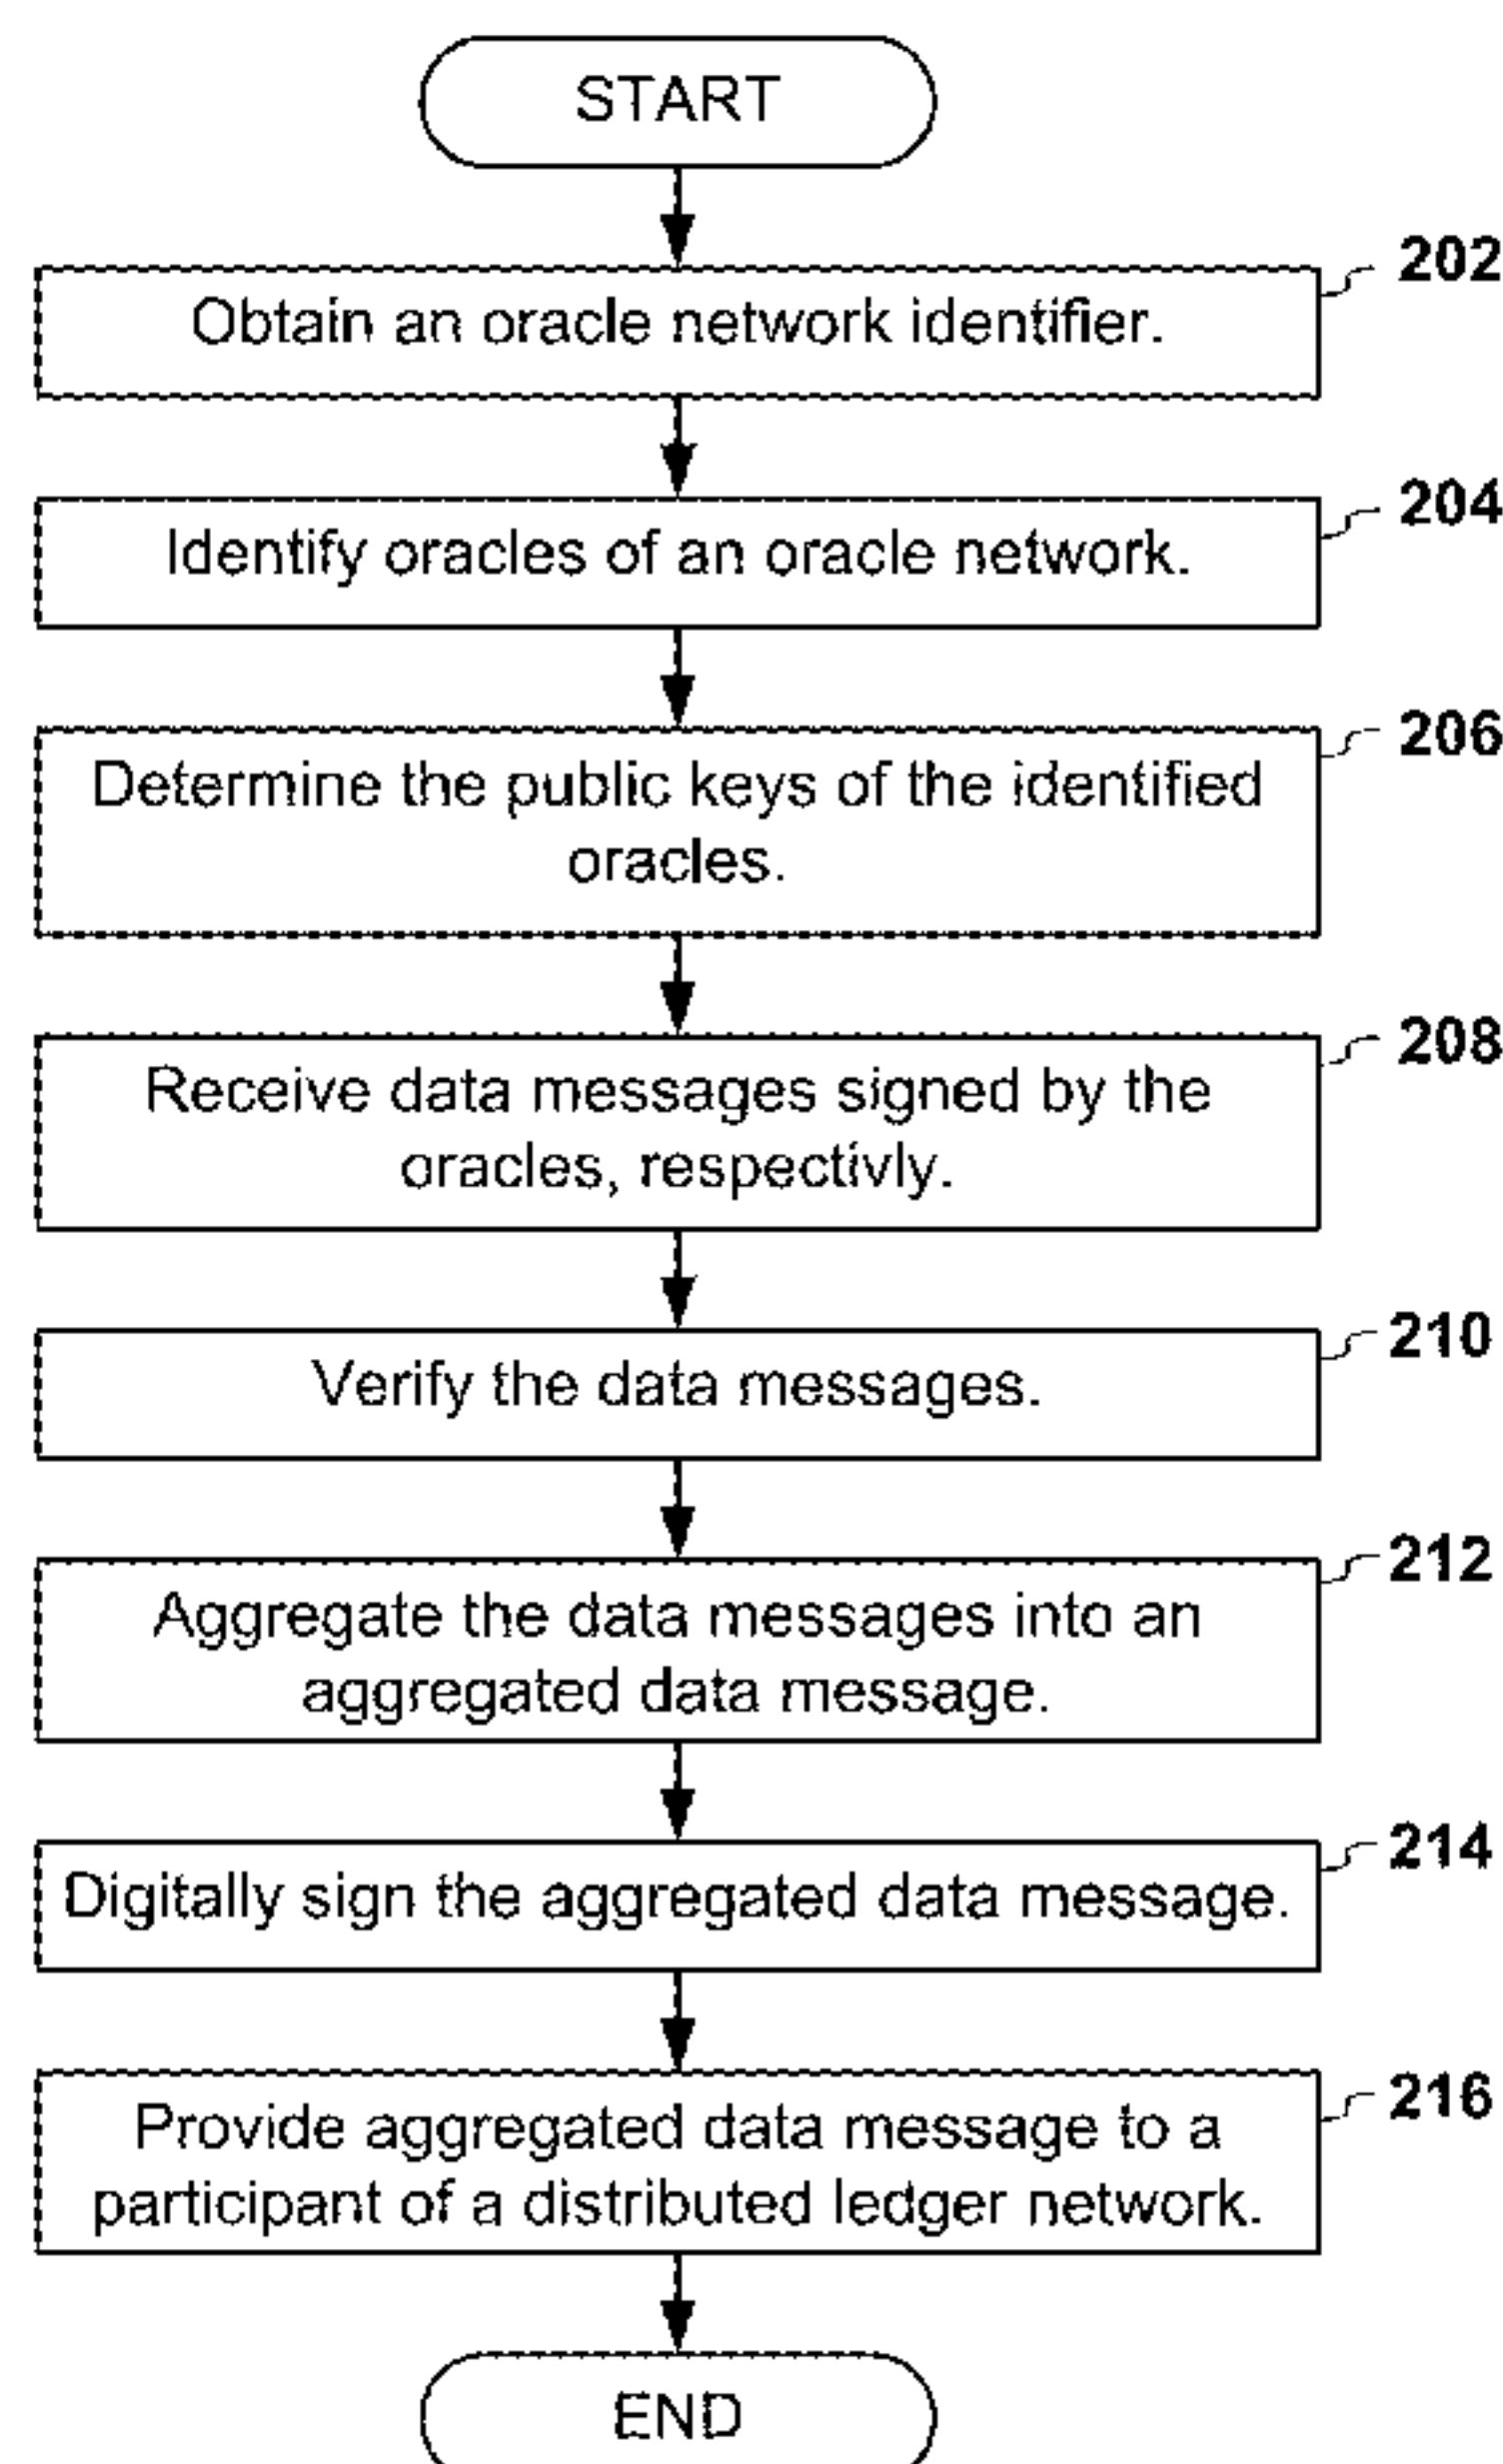 START
202
Obtain an oracle network identifier.
204
Identify oracles of an oracle network.
206
Determine the public keys of the identified
oracles.
208
Receive data messages signed by the
oracles, respectivly.
210
Verify the data messages.
212
Aggregate the data messages into an
aggregated data message.
214
Digitally sign the aggregated data message.
216
Provide aggregated data message to a
participant of a distributed ledger network.
END